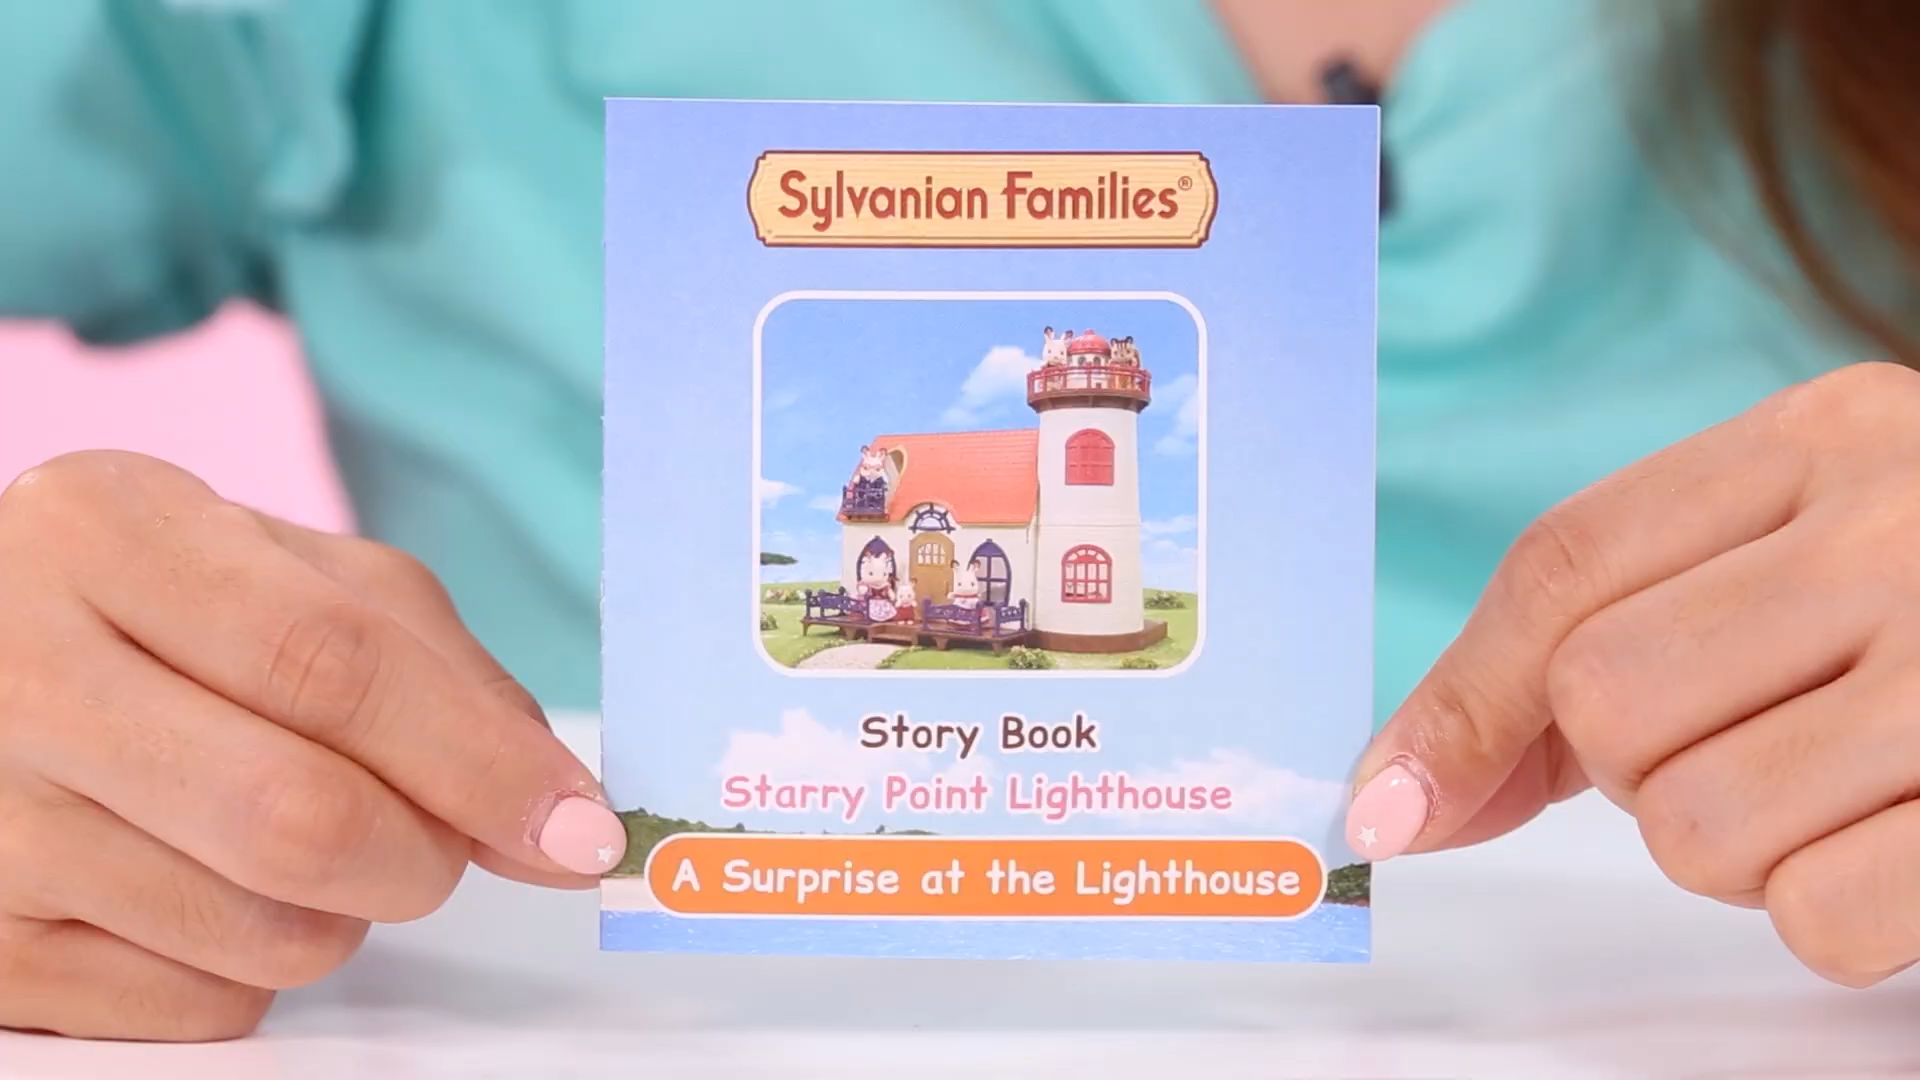 Sylvanian Families®
Story Book
Starry Point Lighthouse
A Surprise at the Lighthouse